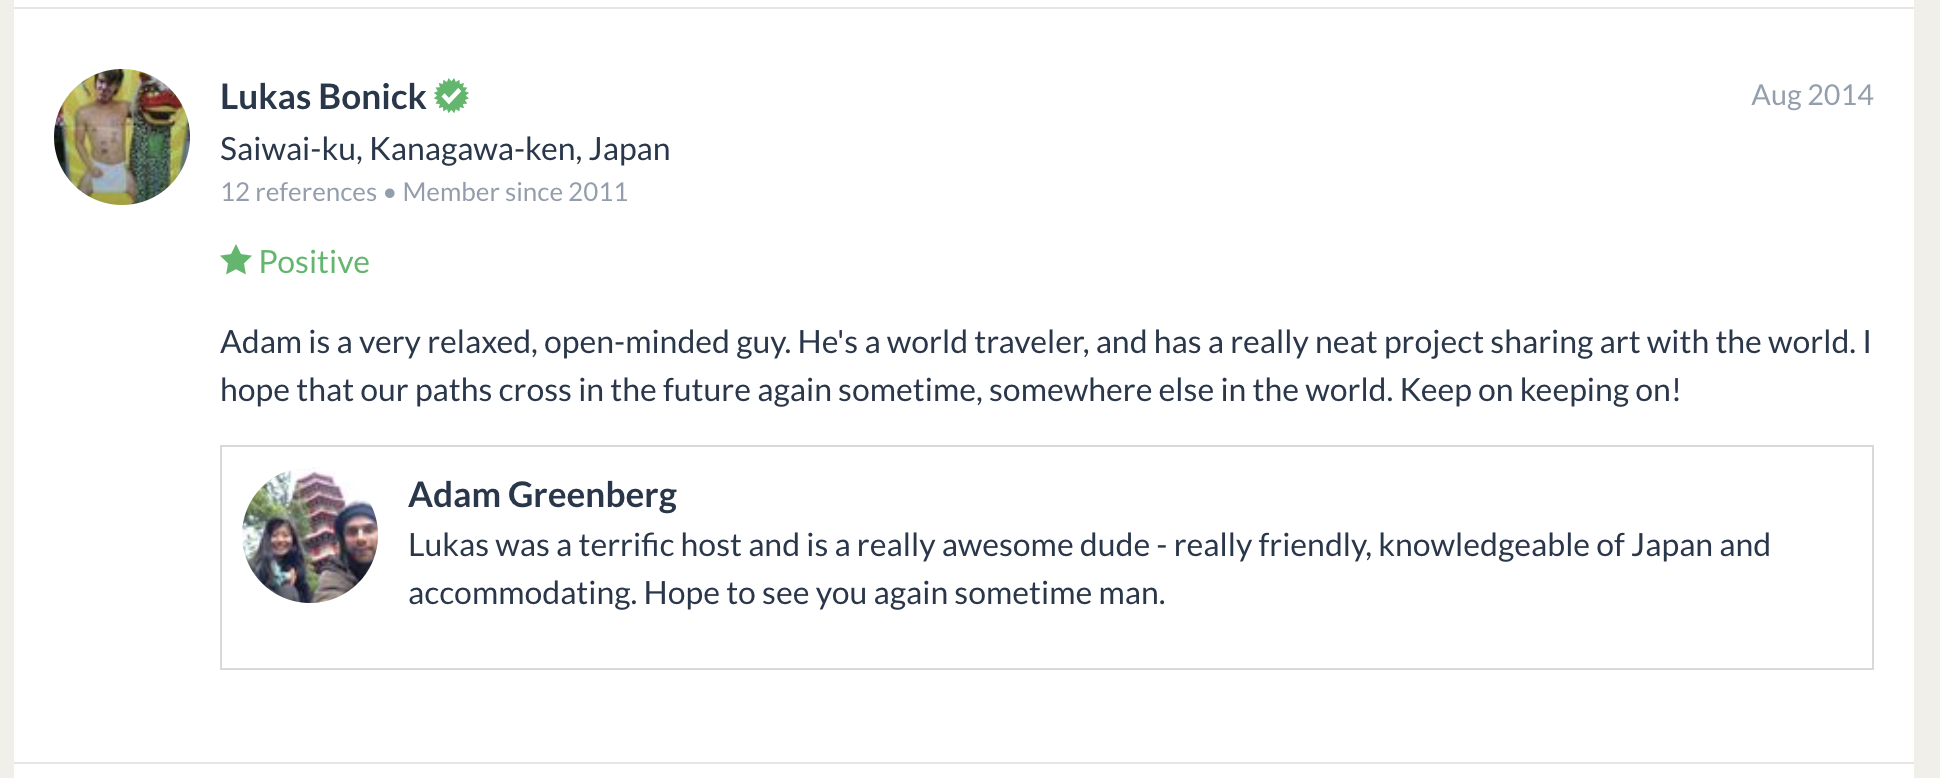 Lukas Bonick
Aug 2014
Saiwai-ku, Kanagawa-ken, Japan
12 references • Member since 2011
Positive
Adam is a very relaxed, open-minded guy. He's a world traveler, and has a really neat project sharing art with the world. I
hope that our paths cross in the future again sometime, somewhere else in the world. Keep on keeping on!
Adam Greenberg
Lukas was a terrific host and is a really awesome dude - really friendly, knowledgeable of Japan and
accommodating. Hope to see you again sometime man.